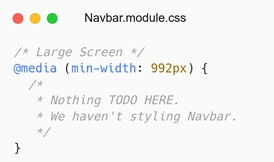 Navbar.module.css
/* Large Screen */
@media (min-width: 992px) {
  /*
   * Nothing TODO HERE.
   * We haven't styling Navbar.
   */
}